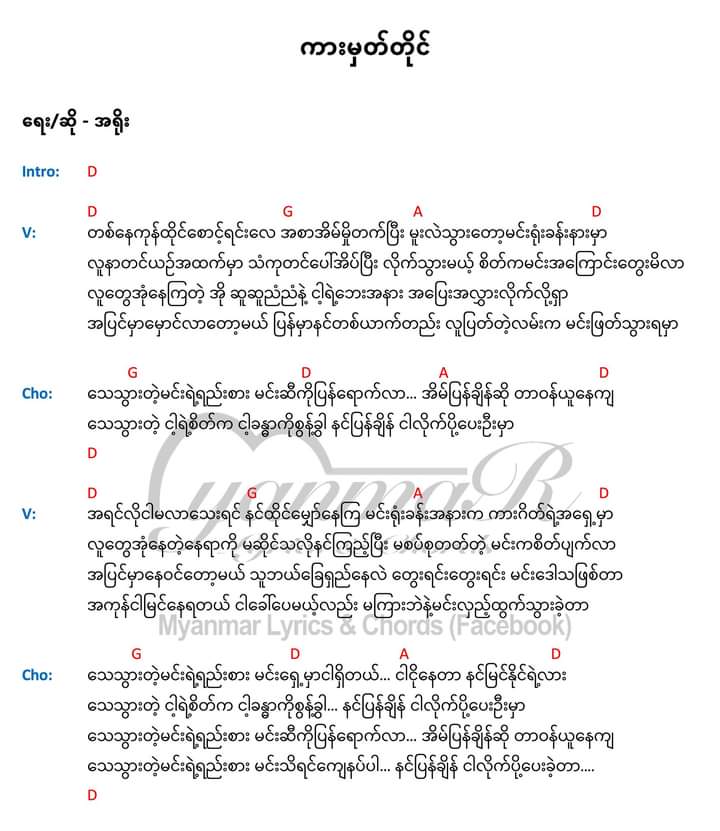 ကားမှတ်တိုင်
ရေး/ဆို - အရိုး
Intro: D
D G A D
V: တစ်နေကုန်ထိုင်စောင့်ရင်းလေ အစာအိမ်မှိုတက်ပြီး မူးလဲသွားတော့မင်းရုံးခန်းနားမှာ
လူနာတင်ယဉ်အထက်မှာ သံကုတင်ပေါ်အိပ်ပြီး လိုက်သွားမယ့် စိတ်ကမင်းအကြောင်းတွေးမိလာ
လူတွေအုံနေကြတဲ့ အို ဆူဆူညံညံနဲ့ ငါ့ရဲ့ဘေးအနား အပြေးအလွှားလိုက်လို့ရှာ
အပြင်မှာမှောင်လာတော့မယ် ပြန်မှာနင်တစ်ယာက်တည်း လူပြတ်တဲ့လမ်းက မင်းဖြတ်သွားရမှာ
G D A D
Cho: သေသွားတဲ့မင်းရဲ့ရည်းစား မင်းဆီကိုပြန်ရောက်လာ... အိမ်ပြန်ချိန်ဆို တာဝန်ယူနေကျ
သေသွားတဲ့ ငါ့ရဲ့စိတ်က ငါ့ခန္ဓာကိုစွန့်ခွါ နင်ပြန်ချိန် ငါလိုက်ပို့ပေးဦးမှာ
D
D G A D
V: အရင်လိုငါမလာသေးရင် နင်ထိုင်မျှော်နေကြ မင်းရုံးခန်းအနားက ကားဂိတ်ရဲ့အရှေ့မှာ
လူတွေအုံနေတဲ့နေရာကို မဆိုင်သလိုနင်ကြည့်ပြီး မစပ်စုတတ်တဲ့ မင်းကစိတ်ပျက်လာ
အပြင်မှာနေဝင်တော့မယ် သူဘယ်ခြေရှည်နေလဲ တွေးရင်းတွေးရင်း မင်းဒေါသဖြစ်တာ
အကုန်ငါမြင်နေရတယ် ငါခေါ်ပေမယ့်လည်း မကြားဘဲနဲ့မင်းလှည့်ထွက်သွားခဲ့တာ
Myanmar Lyrics & Chords (Facebook)
G D A D
Cho: သေသွားတဲ့မင်းရဲ့ရည်းစား မင်းရှေ့မှာငါရှိတယ်... ငါငိုနေတာ နင်မြင်နိုင်ရဲ့လား
သေသွားတဲ့ ငါ့ရဲ့စိတ်က ငါ့ခန္ဓာကိုစွန့်ခွါ... နင်ပြန်ချိန် ငါလိုက်ပို့ပေးဦးမှာ
သေသွားတဲ့မင်းရဲ့ရည်းစား မင်းဆီကိုပြန်ရောက်လာ... အိမ်ပြန်ချိန်ဆို တာဝန်ယူနေကျ
သေသွားတဲ့မင်းရဲ့ရည်းစား မင်းသိရင်ကျေနပ်ပါ... နင်ပြန်ချိန် ငါလိုက်ပို့ပေးခဲ့တာ....
D